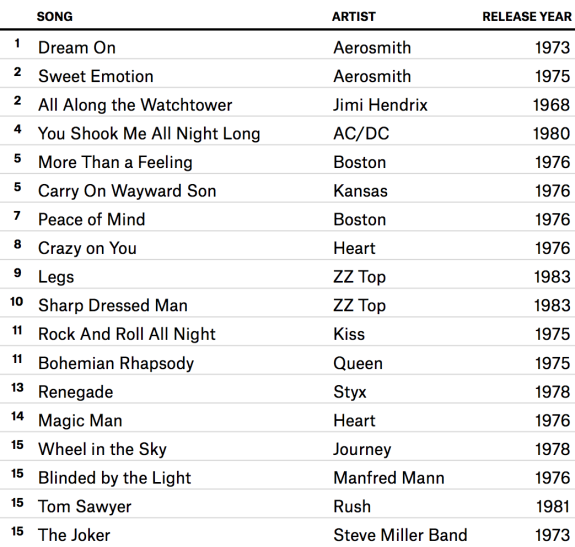 SONG ARTIST RELEASE YEAR
1 Dream On Aerosmith 1973
2 Sweet Emotion Aerosmith 1975
2 All Along the Watchtower Jimi Hendrix 1968
4 You Shook Me All Night Long AC/DC 1980
5 More Than a Feeling Boston 1976
5 Carry On Wayward Son Kansas 1976
7 Peace of Mind Boston 1976
8 Crazy on You Heart 1976
9 Legs ZZ Top 1983
10 Sharp Dressed Man ZZ Top 1983
11 Rock And Roll All Night Kiss 1975
11 Bohemian Rhapsody Queen 1975
13 Renegade Styx 1978
14 Magic Man Heart 1976
15 Wheel in the Sky Journey 1978
15 Blinded by the Light Manfred Mann 1976
15 Tom Sawyer Rush 1981
15 The Joker Steve Miller Band 1973